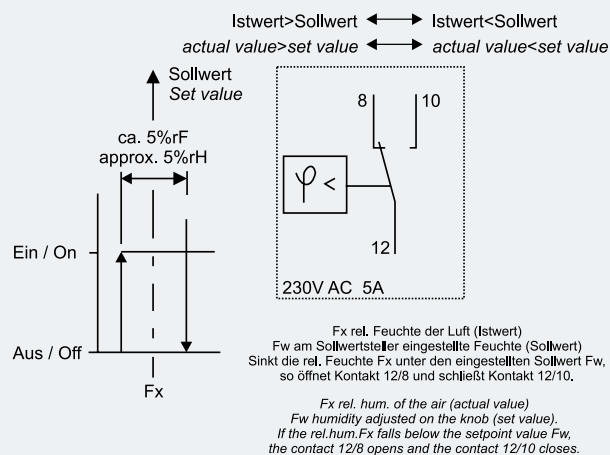 Istwert>Sollwert ↔ Istwert<Sollwert
actual value>set value ↔ actual value<set value
Sollwert
Set value
ca. 5%rF
approx. 5%rH
Ein / On
Aus / Off
Fx
8
10
φ <
12
230V AC 5A
Fx rel. Feuchte der Luft (Istwert)
Fw am Sollwertsteller eingestellte Feuchte (Sollwert)
Sinkt die rel. Feuchte Fx unter den eingestellten Sollwert Fw,
so öffnet Kontakt 12/8 und schließt Kontakt 12/10.
Fx rel. hum. of the air (actual value)
Fw humidity adjusted on the knob (set value).
If the rel.hum.Fx falls below the setpoint value Fw,
the contact 12/8 opens and the contact 12/10 closes.